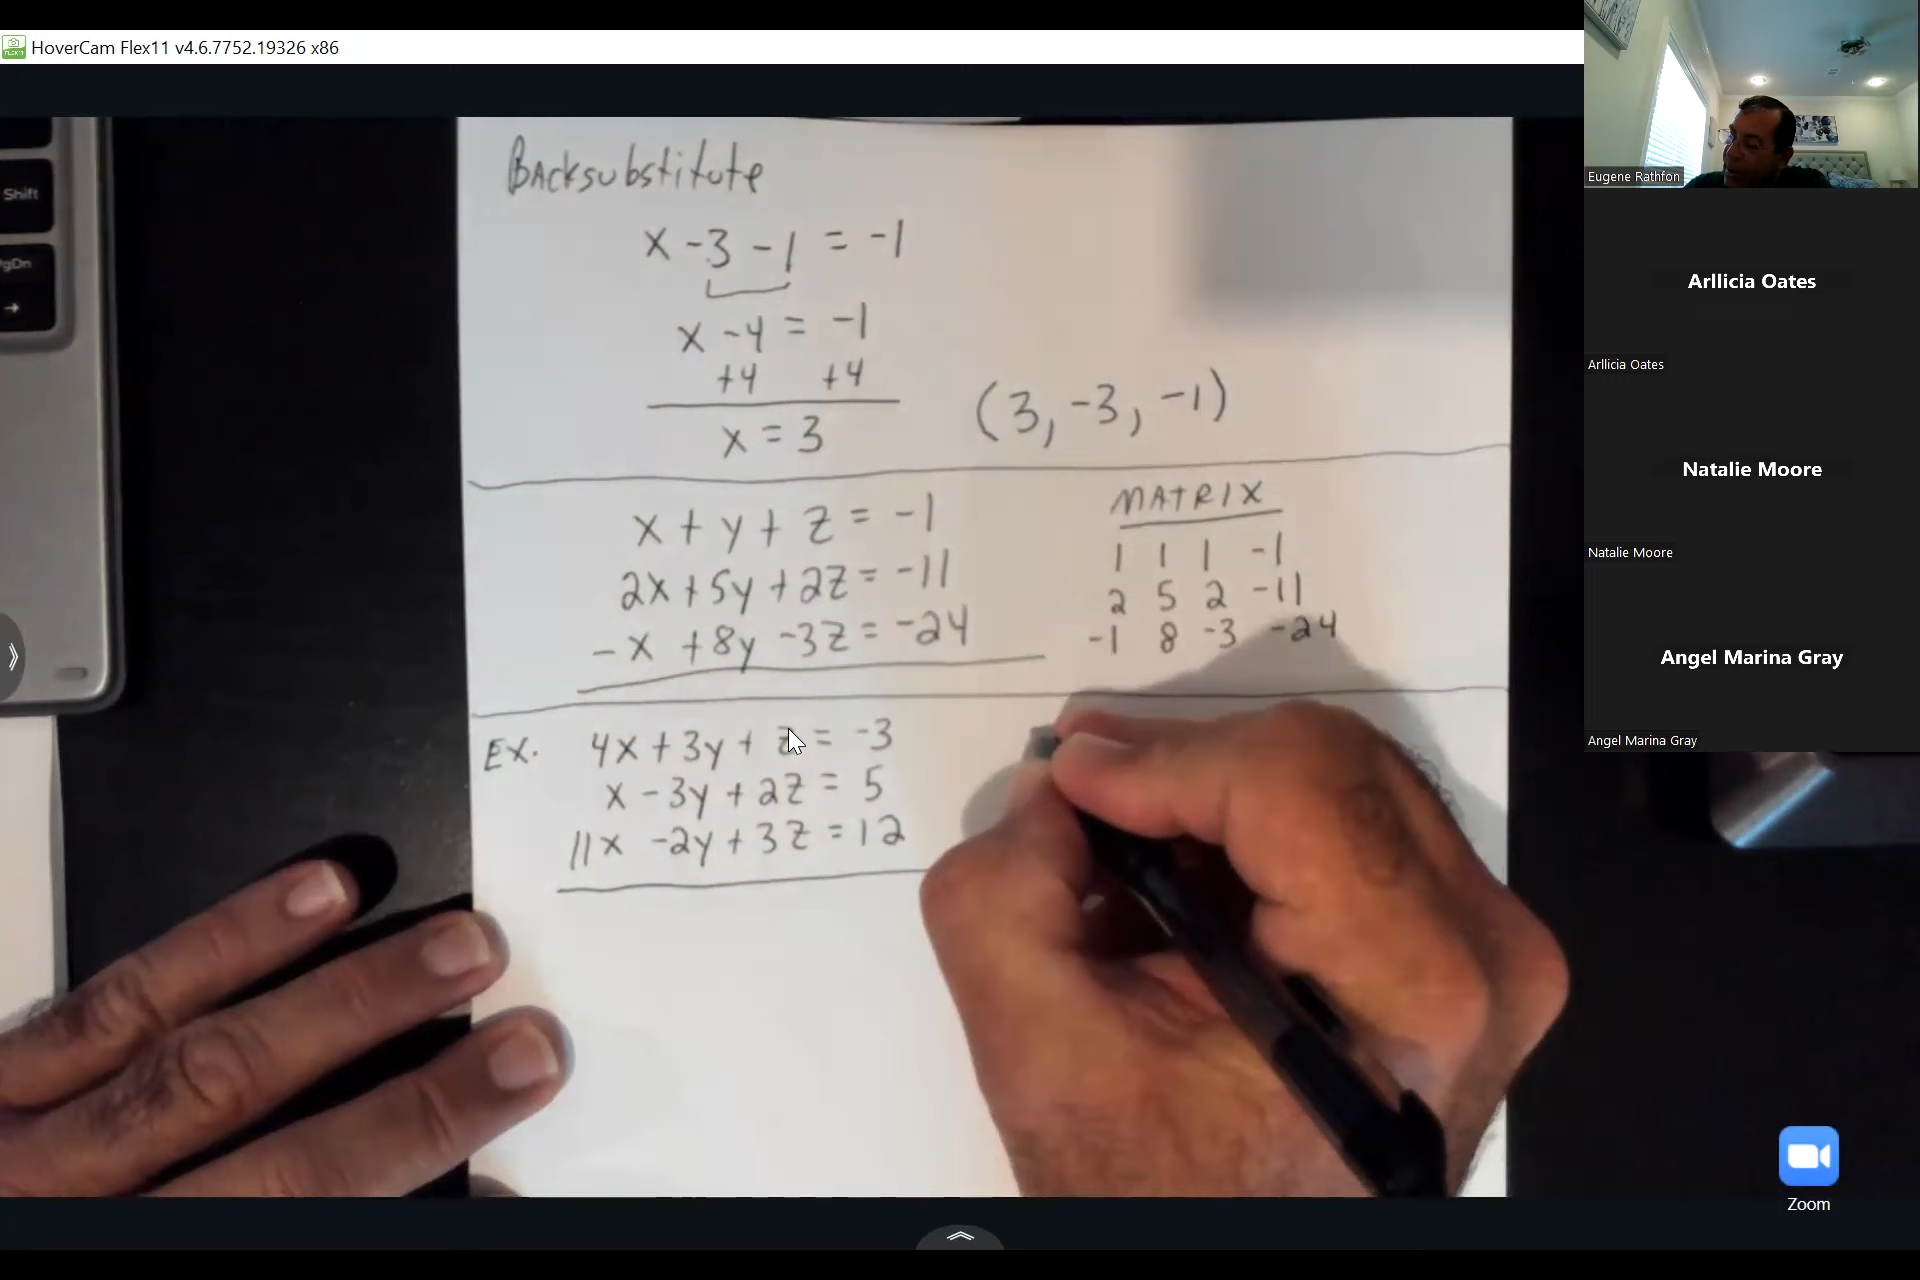 HoverCam Flex11 v4.6.7752.19326 x86
Shift
PgDn
Backsubstitute
x - 3 - 1 = -1
x - 4 = -1
+4 +4
x = 3
(3, -3, -1)
x + y + z = -1
2x + 5y + 2z = -11
-x + 8y - 3z = -24
MATRIX
1 1 1 -1
2 5 2 -11
-1 8 -3 -24
EX. 4x + 3y + z = -3
x - 3y + 2z = 5
11x - 2y + 3z = 12
Eugene Rathfon
Arllicia Oates
Arllicia Oates
Natalie Moore
Natalie Moore
Angel Marina Gray
Angel Marina Gray
Zoom